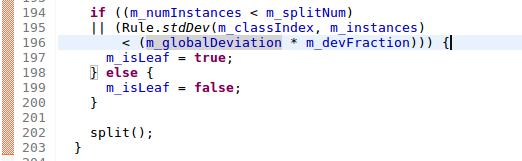 194 if ((m_numInstances < m_splitNum)
195 || (Rule.stdDev(m_classIndex, m_instances)
196 < (m_globalDeviation * m_devFraction))) {
197 m_isLeaf = true;
198 } else {
199 m_isLeaf = false;
200 }
201
202 split();
203 }